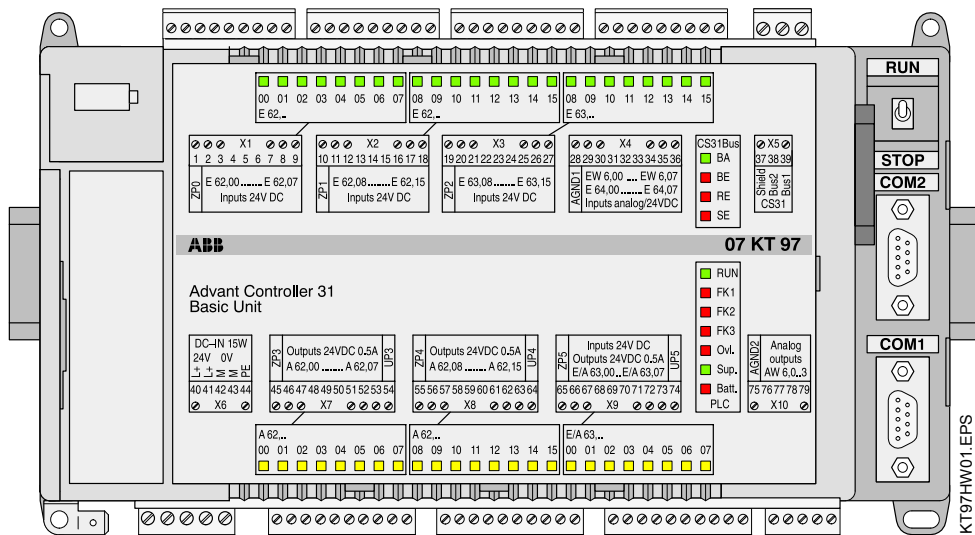 00 01 02 03 04 05 06 07
E 62,..
08 09 10 11 12 13 14 15
E 62,..
08 09 10 11 12 13 14 15
E 63,..
X1
1 2 3 4 5 6 7 8 9
ZP0
E 62,00 ....... E 62,07
Inputs 24V DC
X2
10 11 12 13 14 15 16 17 18
ZP1
E 62,08 ....... E 62,15
Inputs 24V DC
X3
19 20 21 22 23 24 25 26 27
ZP2
E 63,08 ....... E 63,15
Inputs 24V DC
X4
28 29 30 31 32 33 34 35 36
AGND1
EW 6,00 .... EW 6,07
E 64,00 ....... E 64,07
Inputs analog/24VDC
CS31Bus
BA
BE
RE
SE
X5
37 38 39
Shield
Bus2
Bus1
CS31
RUN
STOP
COM2
ABB
07 KT 97
Advant Controller 31
Basic Unit
RUN
FK1
FK2
FK3
Ovl.
Sup.
Batt.
PLC
COM1
DC–IN 15W
24V 0V
L+ L+ M M PE
40 41 42 43 44
X6
ZP3
Outputs 24VDC 0.5A
A 62,00 ........ A 62,07
UP3
45 46 47 48 49 50 51 52 53 54
X7
ZP4
Outputs 24VDC 0.5A
A 62,08 ........ A 62,15
UP4
55 56 57 58 59 60 61 62 63 64
X8
ZP5
Inputs 24V DC
Outputs 24VDC 0.5A
E/A 63,00..E/A 63,07
UP5
65 66 67 68 69 70 71 72 73 74
X9
AGND2
Analog
outputs
AW 6,0..3
75 76 77 78 79
X10
A 62,..
00 01 02 03 04 05 06 07
A 62,..
08 09 10 11 12 13 14 15
E/A 63,..
00 01 02 03 04 05 06 07
KT97HW01.EPS